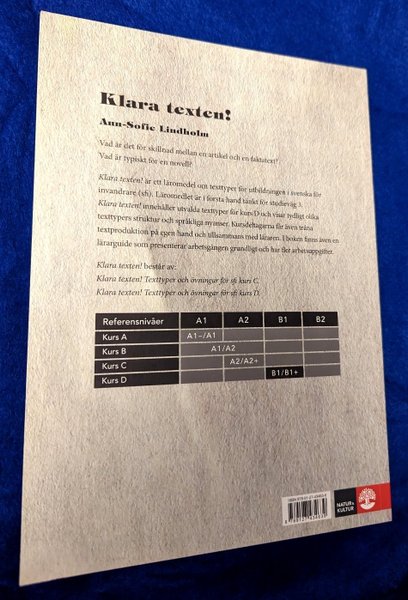 Klara texten!
Ann-Sofie Lindholm
Vad är det för skillnad mellan en artikel och en faktatext?
Vad är typiskt för en novell?
Klara texten! är ett läromedel om texttyper för utbildningen i svenska för
invandrare (sfi). Läromedlet är i första hand tänkt för studieväg 3.
Klara texten! innehåller utvalda texttyper för kurs D och visar tydligt olika
texttypers struktur och språkliga nyanser. Kursdeltagarna får även träna
textproduktion på egen hand och tillsammans med läraren. I boken finns även en
lärarguide som presenterar arbetsgången grundligt och har fler arbetsuppgifter.
Klara texten! består av:
Klara texten! Texttyper och övningar för sfi kurs C.
Klara texten! Texttyper och övningar för sfi kurs D.
Referensnivåer A1 A2 B1 B2
Kurs A A1–/A1
Kurs B A1/A2
Kurs C A2/A2+
Kurs D B1/B1+
NATUR &
KULTUR